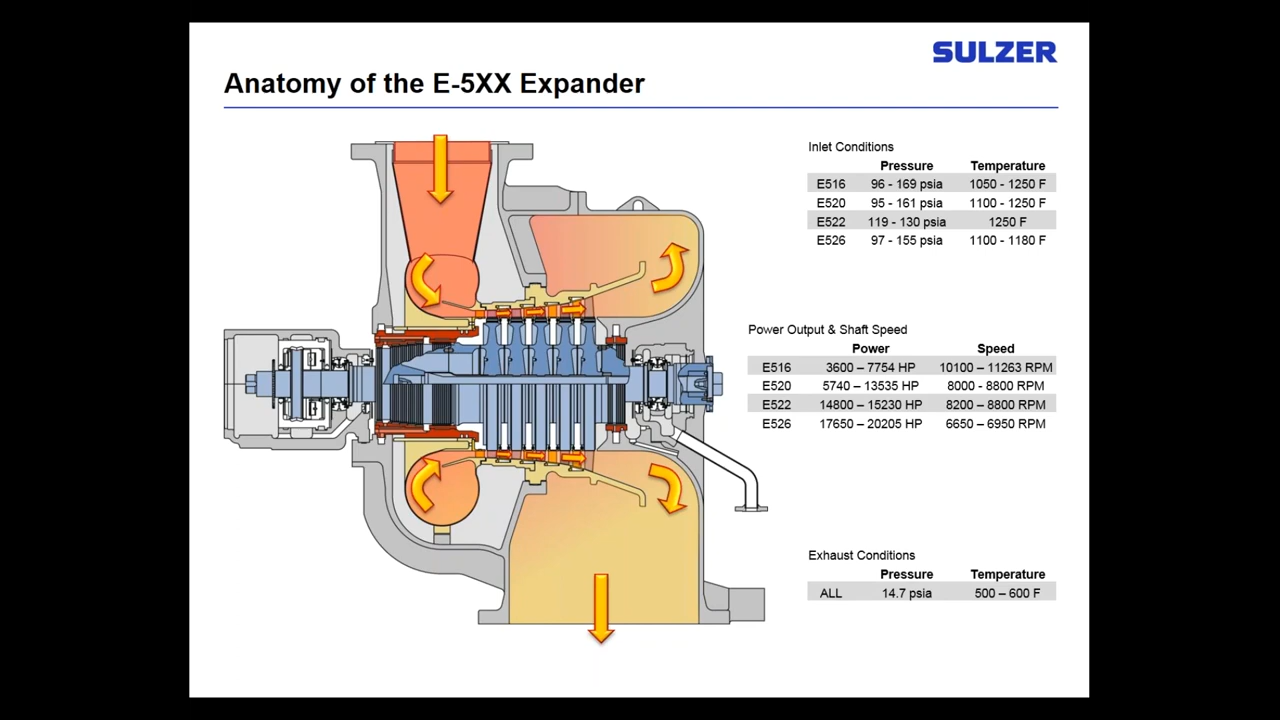 SULZER
Anatomy of the E-5XX Expander
Inlet Conditions
Pressure Temperature
E516 96 - 169 psia 1050 - 1250 F
E520 95 - 161 psia 1100 - 1250 F
E522 119 - 130 psia 1250 F
E526 97 - 155 psia 1100 - 1180 F
Power Output & Shaft Speed
Power Speed
E516 3600 – 7754 HP 10100 – 11263 RPM
E520 5740 – 13535 HP 8000 - 8800 RPM
E522 14800 – 15230 HP 8200 – 8800 RPM
E526 17650 – 20205 HP 6650 – 6950 RPM
Exhaust Conditions
Pressure Temperature
ALL 14.7 psia 500 – 600 F